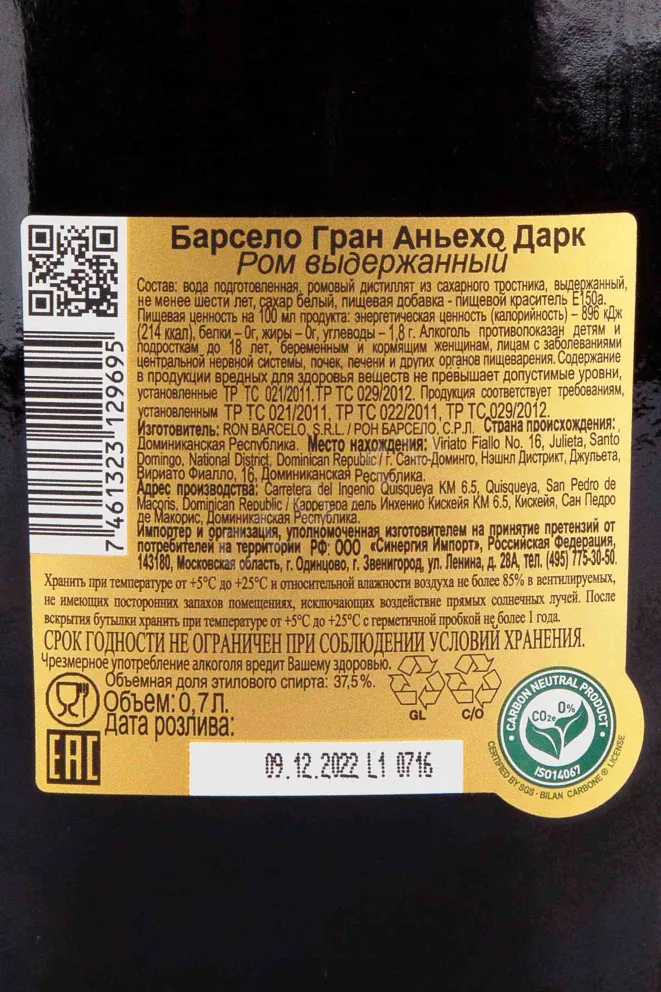 Барсело Гран Аньехо Дарк
Ром выдержанный
Состав: вода подготовленная, ромовый дистиллят из сахарного тростника, выдержанный,
не менее шести лет, сахар белый, пищевая добавка - пищевой краситель Е150а.
Пищевая ценность на 100 мл продукта: энергетическая ценность (калорийность) – 896 кДж
(214 ккал), белки – 0г, жиры – 0г, углеводы – 1,8 г. Алкоголь противопоказан детям и
подросткам до 18 лет, беременным и кормящим женщинам, лицам с заболеваниями
центральной нервной системы, почек, печени и других органов пищеварения. Содержание
в продукции вредных для здоровья веществ не превышает допустимые уровни,
установленные ТР ТС 021/2011, ТР ТС 029/2012. Продукция соответствует требованиям,
установленным ТР ТС 021/2011, ТР ТС 022/2011, ТР ТС 029/2012.
Изготовитель: RON BARCELO, S.R.L. / РОН БАРСЕЛО, С.Р.Л. Страна происхождения:
Доминиканская Республика. Место нахождения: Viriato Fiallo No. 16, Julieta, Santo
Domingo, National District, Dominican Republic / г. Санто-Доминго, Нэшнл Дистрикт, Джульета,
Вириато Фиалло, 16, Доминиканская Республика.
Адрес производства: Carretera del Ingenio Quisqueya KM 6.5, Quisqueya, San Pedro de
Macoris, Dominican Republic / Карретера дель Инхенио Кискейя КМ 6.5, Кискейя, Сан Педро
де Макорис, Доминиканская Республика.
Импортер и организация, уполномоченная изготовителем на принятие претензий от
потребителей на территории РФ: ООО «Синергия Импорт», Российская Федерация,
143180, Московская область, г. Одинцово, г. Звенигород, ул. Ленина, д. 28А, тел. (495) 775-30-50.
Хранить при температуре от +5°С до +25°С и относительной влажности воздуха не более 85% в вентилируемых,
не имеющих посторонних запахов помещениях, исключающих воздействие прямых солнечных лучей. После
вскрытия бутылки хранить при температуре от +5°С до +25°С с герметичной пробкой не более 1 года.
СРОК ГОДНОСТИ НЕ ОГРАНИЧЕН ПРИ СОБЛЮДЕНИИ УСЛОВИЙ ХРАНЕНИЯ.
Чрезмерное употребление алкоголя вредит Вашему здоровью.
Объемная доля этилового спирта: 37,5%.
Объем: 0,7Л.
Дата розлива:
09.12.2022 L1 0716
7 461323 129695
EAC
GL
C/O
CARBON NEUTRAL PRODUCT
CO2e 0%
ISO14067
CERTIFIED BY SGS · BILAN CARBONE ® LICENSE